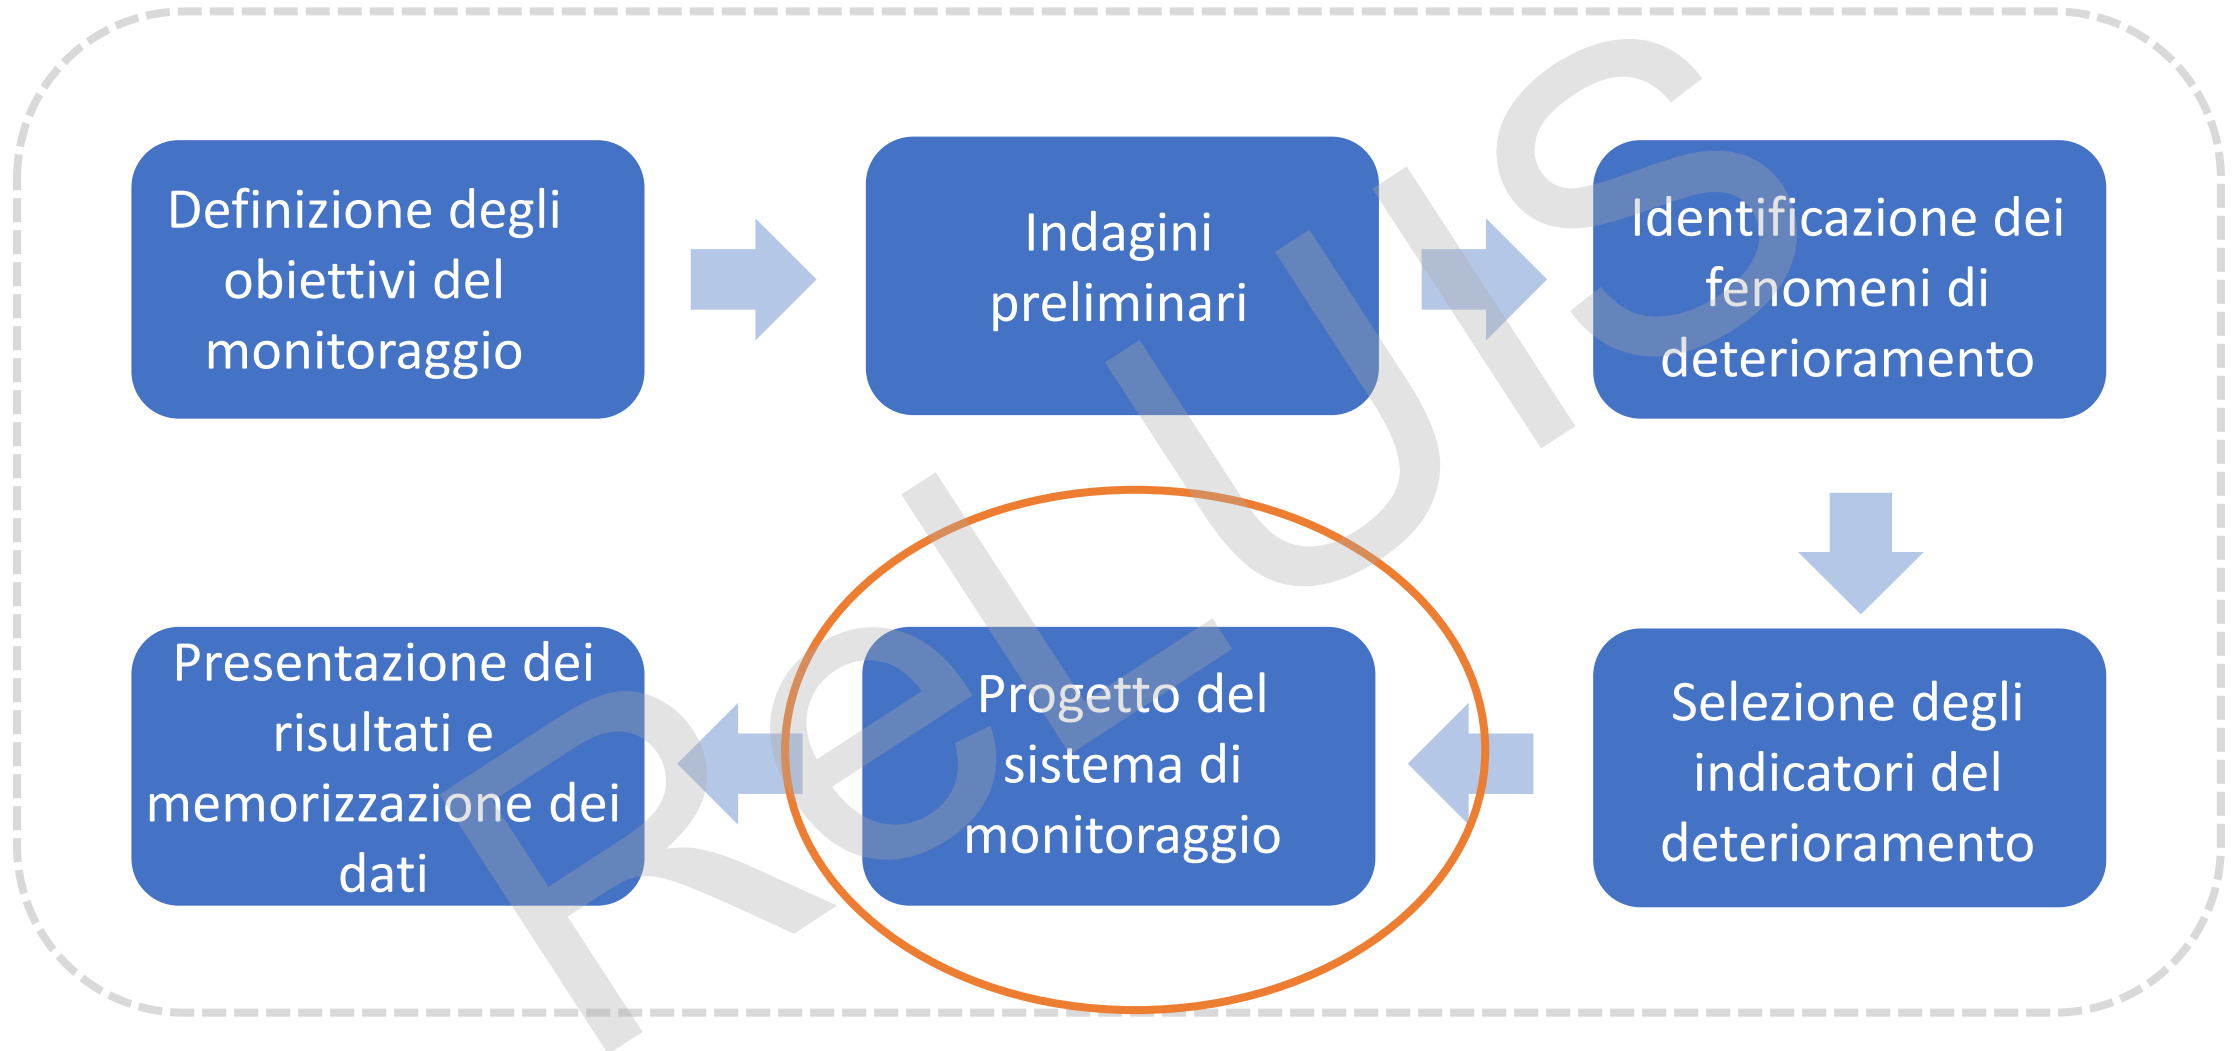 Definizione degli
obiettivi del
monitoraggio
Indagini
preliminari
Identificazione dei
fenomeni di
deterioramento
Selezione degli
indicatori del
deterioramento
Progetto del
sistema di
monitoraggio
Presentazione dei
risultati e
memorizzazione dei
dati
ReLUIS